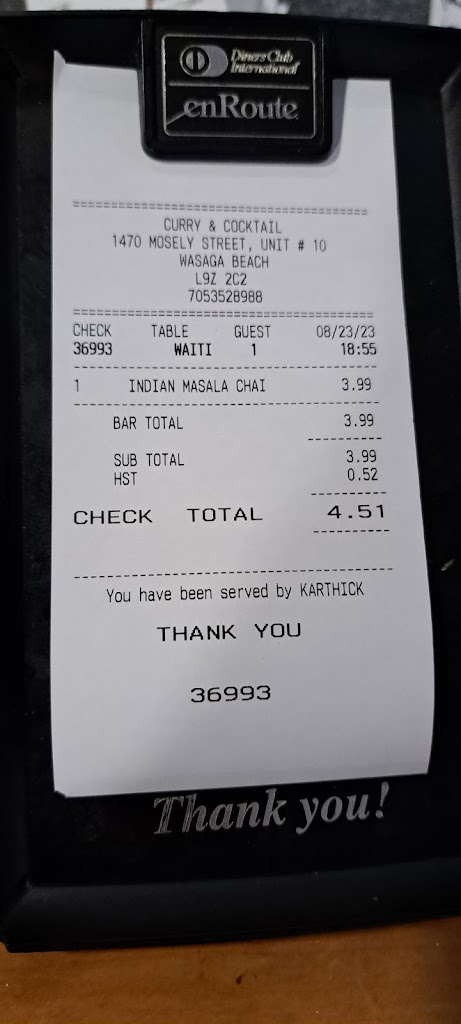 Diners Club
International
enRoute
================================
CURRY & COCKTAIL
1470 MOSELY STREET, UNIT # 10
WASAGA BEACH
L9Z 2C2
7053528988
================================
CHECK TABLE GUEST 08/23/23
36993 WAITI 1 18:55
--------------------------------
1 INDIAN MASALA CHAI 3.99
--------------------------------
BAR TOTAL 3.99
--------
SUB TOTAL 3.99
HST 0.52
--------
CHECK TOTAL 4.51
--------
--------------------------------
You have been served by KARTHICK
THANK YOU
36993
Thank you!